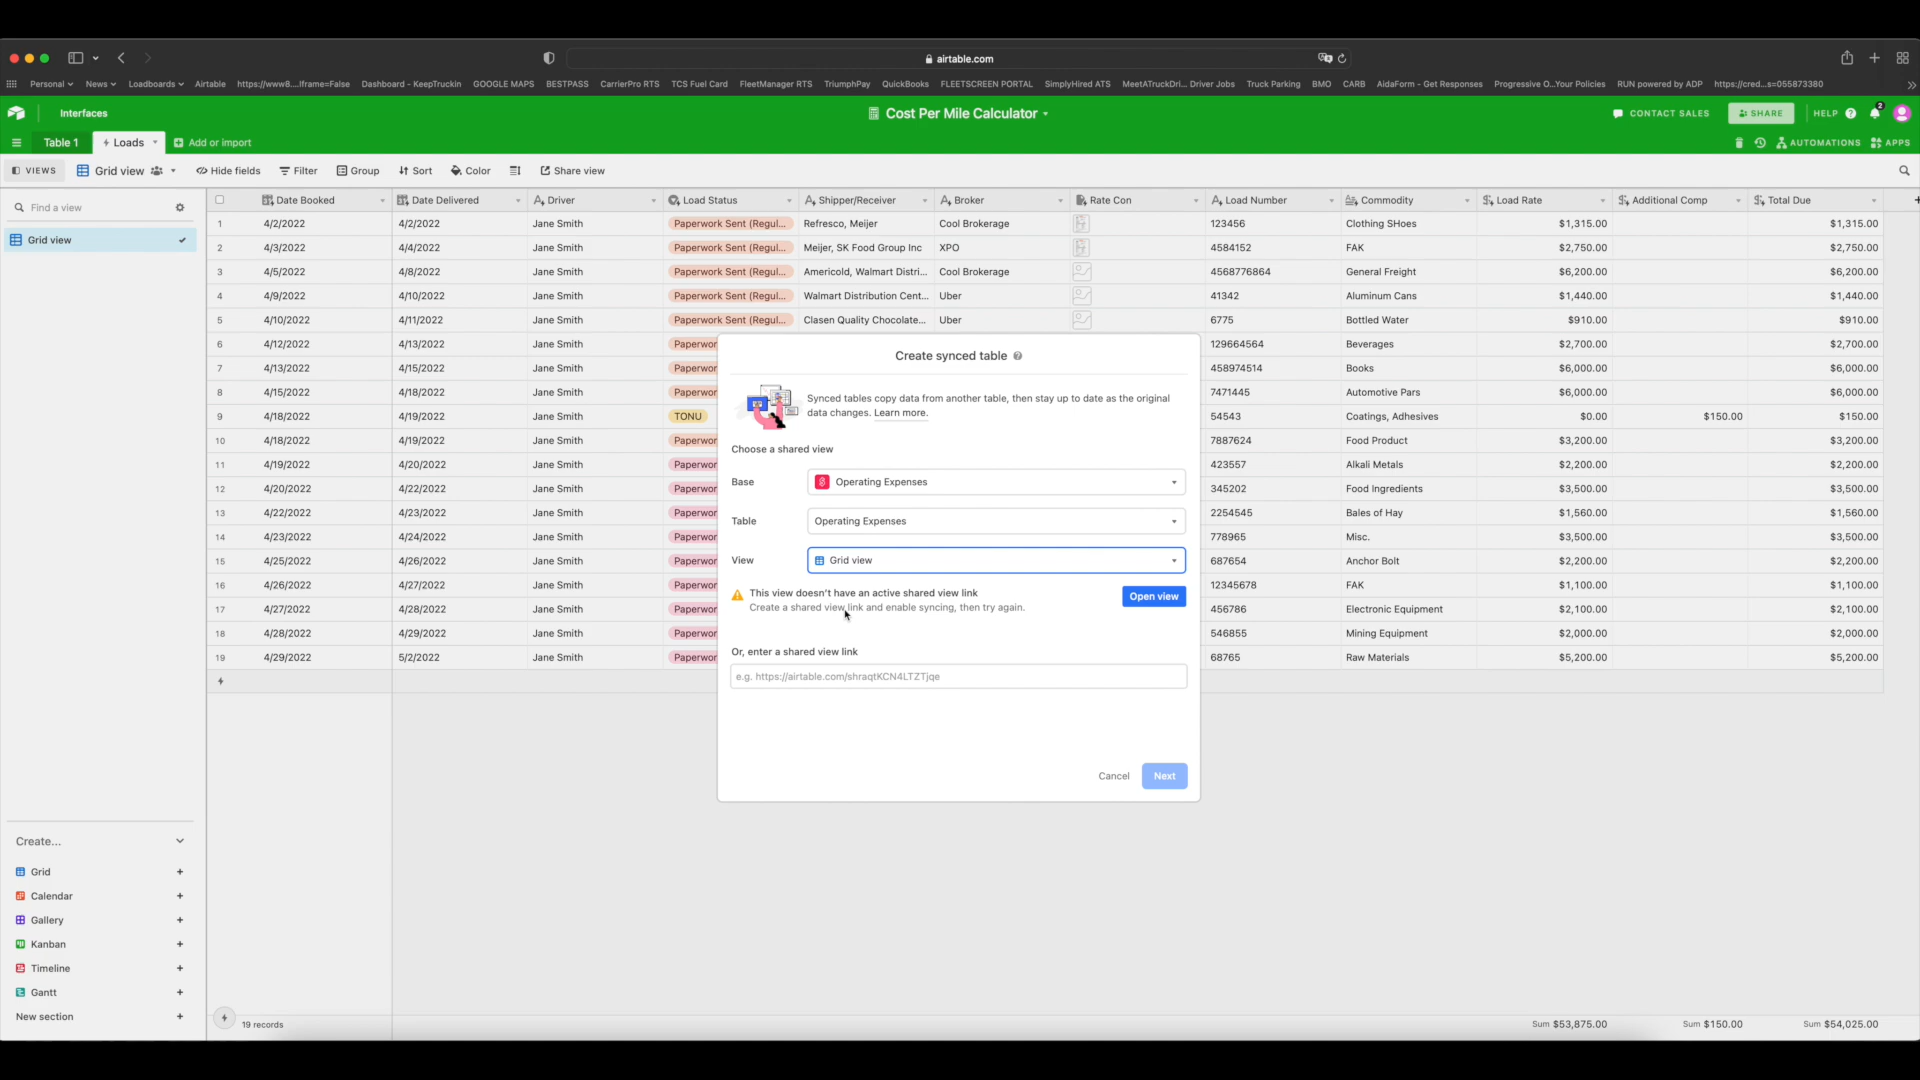 airtable.com
Personal News Loadboards Airtable https://www8....Iframe=False Dashboard - KeepTruckin GOOGLE MAPS BESTPASS CarrierPro RTS TCS Fuel Card FleetManager RTS TriumphPay QuickBooks FLEETSCREEN PORTAL SimplyHired ATS MeetATruckDri... Driver Jobs Truck Parking BMO CARB AidaForm - Get Responses Progressive O...Your Policies RUN powered by ADP https://cred...s=055873380
Interfaces Cost Per Mile Calculator CONTACT SALES SHARE HELP 2
Table 1 Loads Add or import AUTOMATIONS APPS
VIEWS Grid view Hide fields Filter Group Sort Color Share view
Find a view Date Booked Date Delivered Driver Load Status Shipper/Receiver Broker Rate Con Load Number Commodity Load Rate Additional Comp Total Due
1 4/2/2022 4/2/2022 Jane Smith Paperwork Sent (Regul... Refresco, Meijer Cool Brokerage 123456 Clothing SHoes $1,315.00 $1,315.00
Grid view
2 4/3/2022 4/4/2022 Jane Smith Paperwork Sent (Regul... Meijer, SK Food Group Inc XPO 4584152 FAK $2,750.00 $2,750.00
3 4/5/2022 4/8/2022 Jane Smith Paperwork Sent (Regul... Americold, Walmart Distri... Cool Brokerage 4568776864 General Freight $6,200.00 $6,200.00
4 4/9/2022 4/10/2022 Jane Smith Paperwork Sent (Regul... Walmart Distribution Cent... Uber 41342 Aluminum Cans $1,440.00 $1,440.00
5 4/10/2022 4/11/2022 Jane Smith Paperwork Sent (Regul... Clasen Quality Chocolate... Uber 6775 Bottled Water $910.00 $910.00
6 4/12/2022 4/13/2022 Jane Smith Paperwor 129664564 Beverages $2,700.00 $2,700.00
7 4/13/2022 4/15/2022 Jane Smith Paperwor 458974514 Books $6,000.00 $6,000.00
8 4/15/2022 4/18/2022 Jane Smith Paperwor 7471445 Automotive Pars $6,000.00 $6,000.00
9 4/18/2022 4/19/2022 Jane Smith TONU 54543 Coatings, Adhesives $0.00 $150.00 $150.00
10 4/18/2022 4/19/2022 Jane Smith Paperwor 7887624 Food Product $3,200.00 $3,200.00
11 4/19/2022 4/20/2022 Jane Smith Paperwor 423557 Alkali Metals $2,200.00 $2,200.00
12 4/20/2022 4/22/2022 Jane Smith Paperwor 345202 Food Ingredients $3,500.00 $3,500.00
13 4/22/2022 4/23/2022 Jane Smith Paperwor 2254545 Bales of Hay $1,560.00 $1,560.00
14 4/23/2022 4/24/2022 Jane Smith Paperwor 778965 Misc. $3,500.00 $3,500.00
15 4/25/2022 4/26/2022 Jane Smith Paperwor 687654 Anchor Bolt $2,200.00 $2,200.00
16 4/26/2022 4/27/2022 Jane Smith Paperwor 12345678 FAK $1,100.00 $1,100.00
17 4/27/2022 4/28/2022 Jane Smith Paperwor 456786 Electronic Equipment $2,100.00 $2,100.00
18 4/28/2022 4/29/2022 Jane Smith Paperwor 546855 Mining Equipment $2,000.00 $2,000.00
19 4/29/2022 5/2/2022 Jane Smith Paperwor 68765 Raw Materials $5,200.00 $5,200.00
Create synced table
Synced tables copy data from another table, then stay up to date as the original
data changes. Learn more.
Choose a shared view
Base Operating Expenses
Table Operating Expenses
View Grid view
This view doesn't have an active shared view link
Create a shared view link and enable syncing, then try again.
Open view
Or, enter a shared view link
e.g. https://airtable.com/shraqtKCN4LTZTjqe
Cancel Next
Create...
Grid
Calendar
Gallery
Kanban
Timeline
Gantt
New section
19 records Sum $53,875.00 Sum $150.00 Sum $54,025.00